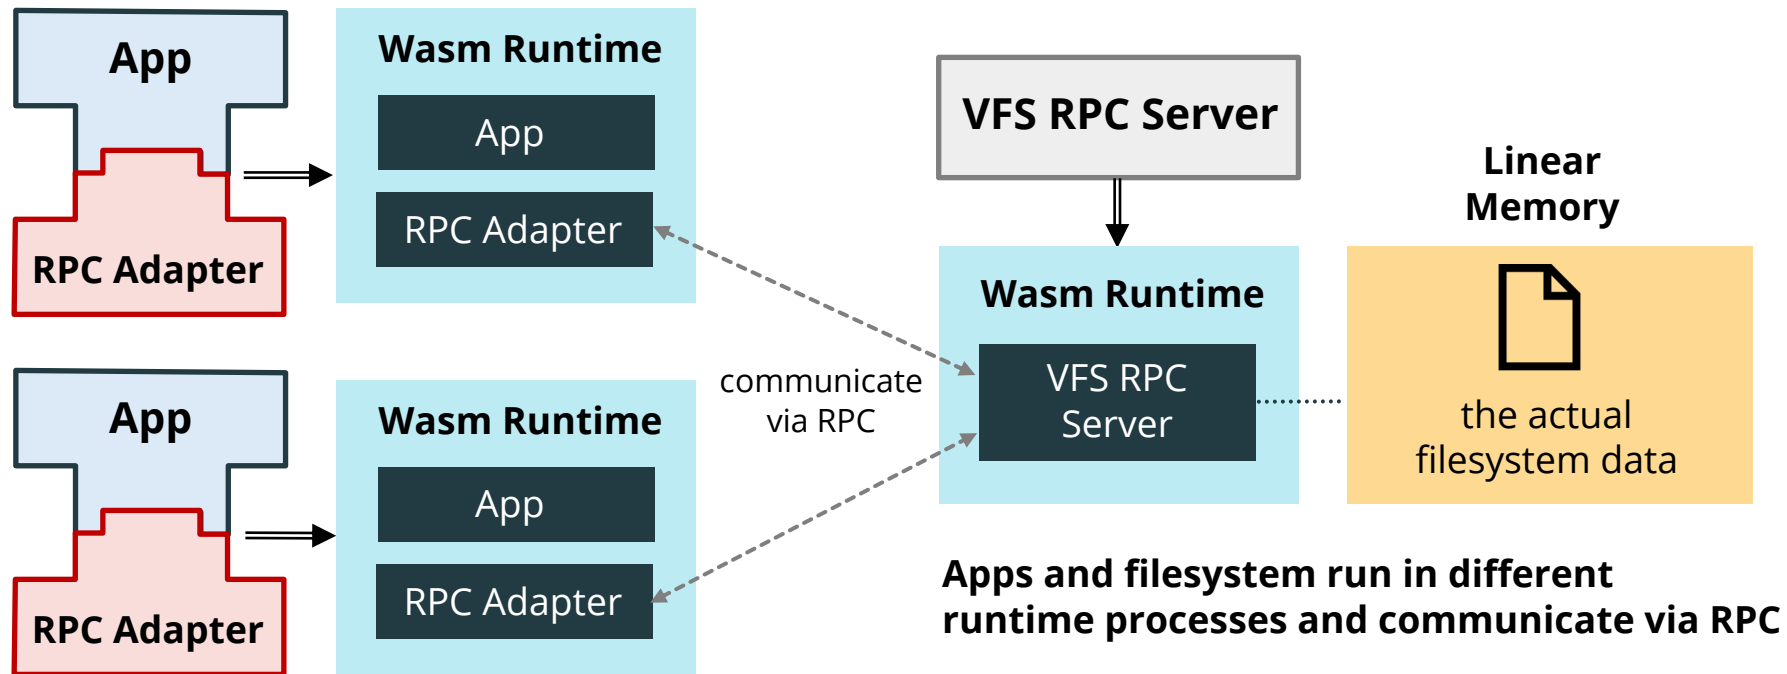 App
RPC Adapter
Wasm Runtime
App
RPC Adapter
App
RPC Adapter
Wasm Runtime
App
RPC Adapter
communicate
via RPC
VFS RPC Server
Wasm Runtime
VFS RPC
Server
Linear
Memory
the actual
filesystem data
Apps and filesystem run in different
runtime processes and communicate via RPC